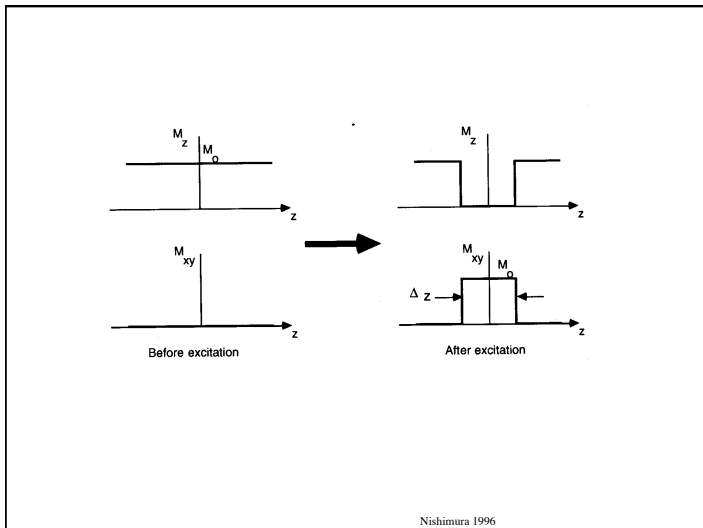 M z
M o
z
M z
z
M xy
z
Before excitation
M xy
M o
Δ z
z
After excitation
Nishimura 1996